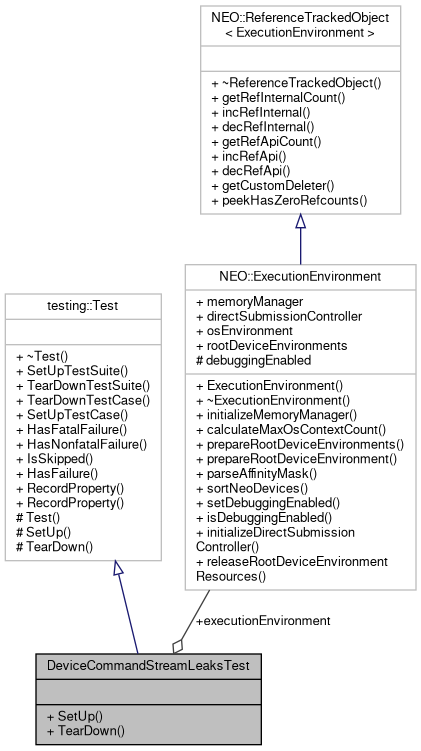 NEO::ReferenceTrackedObject
< ExecutionEnvironment >
+ ~ReferenceTrackedObject()
+ getRefInternalCount()
+ incRefInternal()
+ decRefInternal()
+ getRefApiCount()
+ incRefApi()
+ decRefApi()
+ getCustomDeleter()
+ peekHasZeroRefcounts()
NEO::ExecutionEnvironment
+ memoryManager
+ directSubmissionController
+ osEnvironment
+ rootDeviceEnvironments
# debuggingEnabled
+ ExecutionEnvironment()
+ ~ExecutionEnvironment()
+ initializeMemoryManager()
+ calculateMaxOsContextCount()
+ prepareRootDeviceEnvironments()
+ prepareRootDeviceEnvironment()
+ parseAffinityMask()
+ sortNeoDevices()
+ setDebuggingEnabled()
+ isDebuggingEnabled()
+ initializeDirectSubmission
Controller()
+ releaseRootDeviceEnvironment
Resources()
testing::Test
+ ~Test()
+ SetUpTestSuite()
+ TearDownTestSuite()
+ TearDownTestCase()
+ SetUpTestCase()
+ HasFatalFailure()
+ HasNonfatalFailure()
+ IsSkipped()
+ HasFailure()
+ RecordProperty()
+ RecordProperty()
# Test()
# SetUp()
# TearDown()
+executionEnvironment
DeviceCommandStreamLeaksTest
+ SetUp()
+ TearDown()